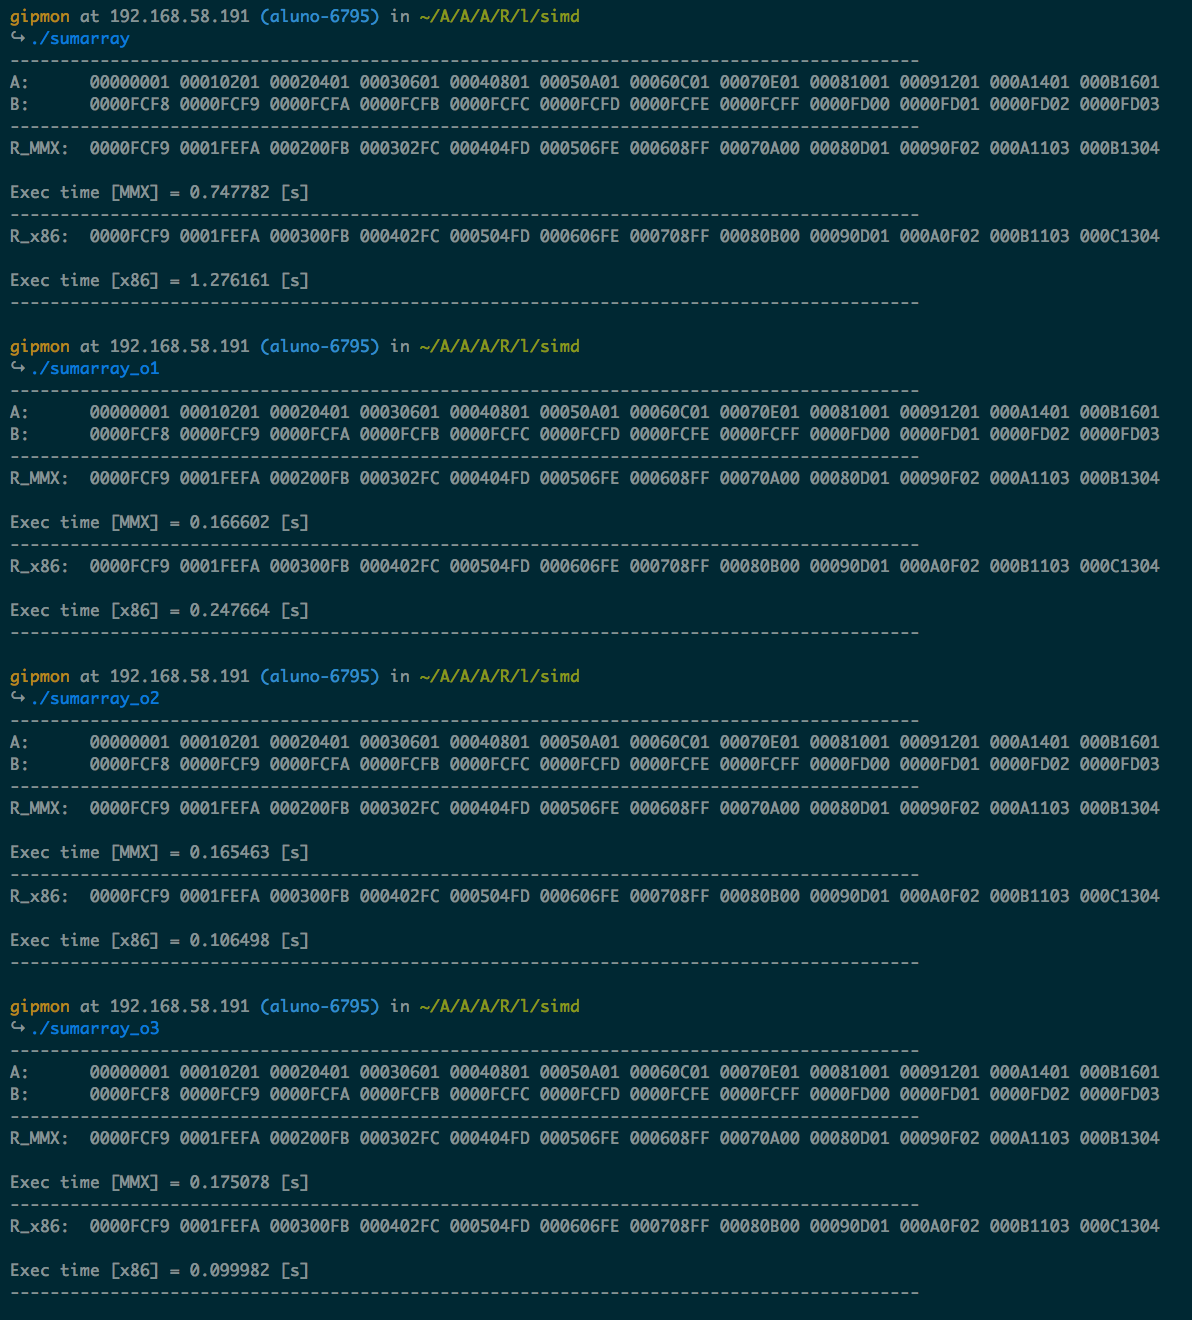 gipmon at 192.168.58.191 (aluno-6795) in ~/A/A/A/R/l/simd
↪ ./sumarray
-------------------------------------------------------------------------------------------
A:      00000001 00010201 00020401 00030601 00040801 00050A01 00060C01 00070E01 00081001 00091201 000A1401 000B1601
B:      0000FCF8 0000FCF9 0000FCFA 0000FCFB 0000FCFC 0000FCFD 0000FCFE 0000FCFF 0000FD00 0000FD01 0000FD02 0000FD03
-------------------------------------------------------------------------------------------
R_MMX:  0000FCF9 0001FEFA 000200FB 000302FC 000404FD 000506FE 000608FF 00070A00 00080D01 00090F02 000A1103 000B1304
Exec time [MMX] = 0.747782 [s]
-------------------------------------------------------------------------------------------
R_x86:  0000FCF9 0001FEFA 000300FB 000402FC 000504FD 000606FE 000708FF 00080B00 00090D01 000A0F02 000B1103 000C1304
Exec time [x86] = 1.276161 [s]
-------------------------------------------------------------------------------------------
gipmon at 192.168.58.191 (aluno-6795) in ~/A/A/A/R/l/simd
↪ ./sumarray_o1
-------------------------------------------------------------------------------------------
A:      00000001 00010201 00020401 00030601 00040801 00050A01 00060C01 00070E01 00081001 00091201 000A1401 000B1601
B:      0000FCF8 0000FCF9 0000FCFA 0000FCFB 0000FCFC 0000FCFD 0000FCFE 0000FCFF 0000FD00 0000FD01 0000FD02 0000FD03
-------------------------------------------------------------------------------------------
R_MMX:  0000FCF9 0001FEFA 000200FB 000302FC 000404FD 000506FE 000608FF 00070A00 00080D01 00090F02 000A1103 000B1304
Exec time [MMX] = 0.166602 [s]
-------------------------------------------------------------------------------------------
R_x86:  0000FCF9 0001FEFA 000300FB 000402FC 000504FD 000606FE 000708FF 00080B00 00090D01 000A0F02 000B1103 000C1304
Exec time [x86] = 0.247664 [s]
-------------------------------------------------------------------------------------------
gipmon at 192.168.58.191 (aluno-6795) in ~/A/A/A/R/l/simd
↪ ./sumarray_o2
-------------------------------------------------------------------------------------------
A:      00000001 00010201 00020401 00030601 00040801 00050A01 00060C01 00070E01 00081001 00091201 000A1401 000B1601
B:      0000FCF8 0000FCF9 0000FCFA 0000FCFB 0000FCFC 0000FCFD 0000FCFE 0000FCFF 0000FD00 0000FD01 0000FD02 0000FD03
-------------------------------------------------------------------------------------------
R_MMX:  0000FCF9 0001FEFA 000200FB 000302FC 000404FD 000506FE 000608FF 00070A00 00080D01 00090F02 000A1103 000B1304
Exec time [MMX] = 0.165463 [s]
-------------------------------------------------------------------------------------------
R_x86:  0000FCF9 0001FEFA 000300FB 000402FC 000504FD 000606FE 000708FF 00080B00 00090D01 000A0F02 000B1103 000C1304
Exec time [x86] = 0.106498 [s]
-------------------------------------------------------------------------------------------
gipmon at 192.168.58.191 (aluno-6795) in ~/A/A/A/R/l/simd
↪ ./sumarray_o3
-------------------------------------------------------------------------------------------
A:      00000001 00010201 00020401 00030601 00040801 00050A01 00060C01 00070E01 00081001 00091201 000A1401 000B1601
B:      0000FCF8 0000FCF9 0000FCFA 0000FCFB 0000FCFC 0000FCFD 0000FCFE 0000FCFF 0000FD00 0000FD01 0000FD02 0000FD03
-------------------------------------------------------------------------------------------
R_MMX:  0000FCF9 0001FEFA 000200FB 000302FC 000404FD 000506FE 000608FF 00070A00 00080D01 00090F02 000A1103 000B1304
Exec time [MMX] = 0.175078 [s]
-------------------------------------------------------------------------------------------
R_x86:  0000FCF9 0001FEFA 000300FB 000402FC 000504FD 000606FE 000708FF 00080B00 00090D01 000A0F02 000B1103 000C1304
Exec time [x86] = 0.099982 [s]
-------------------------------------------------------------------------------------------